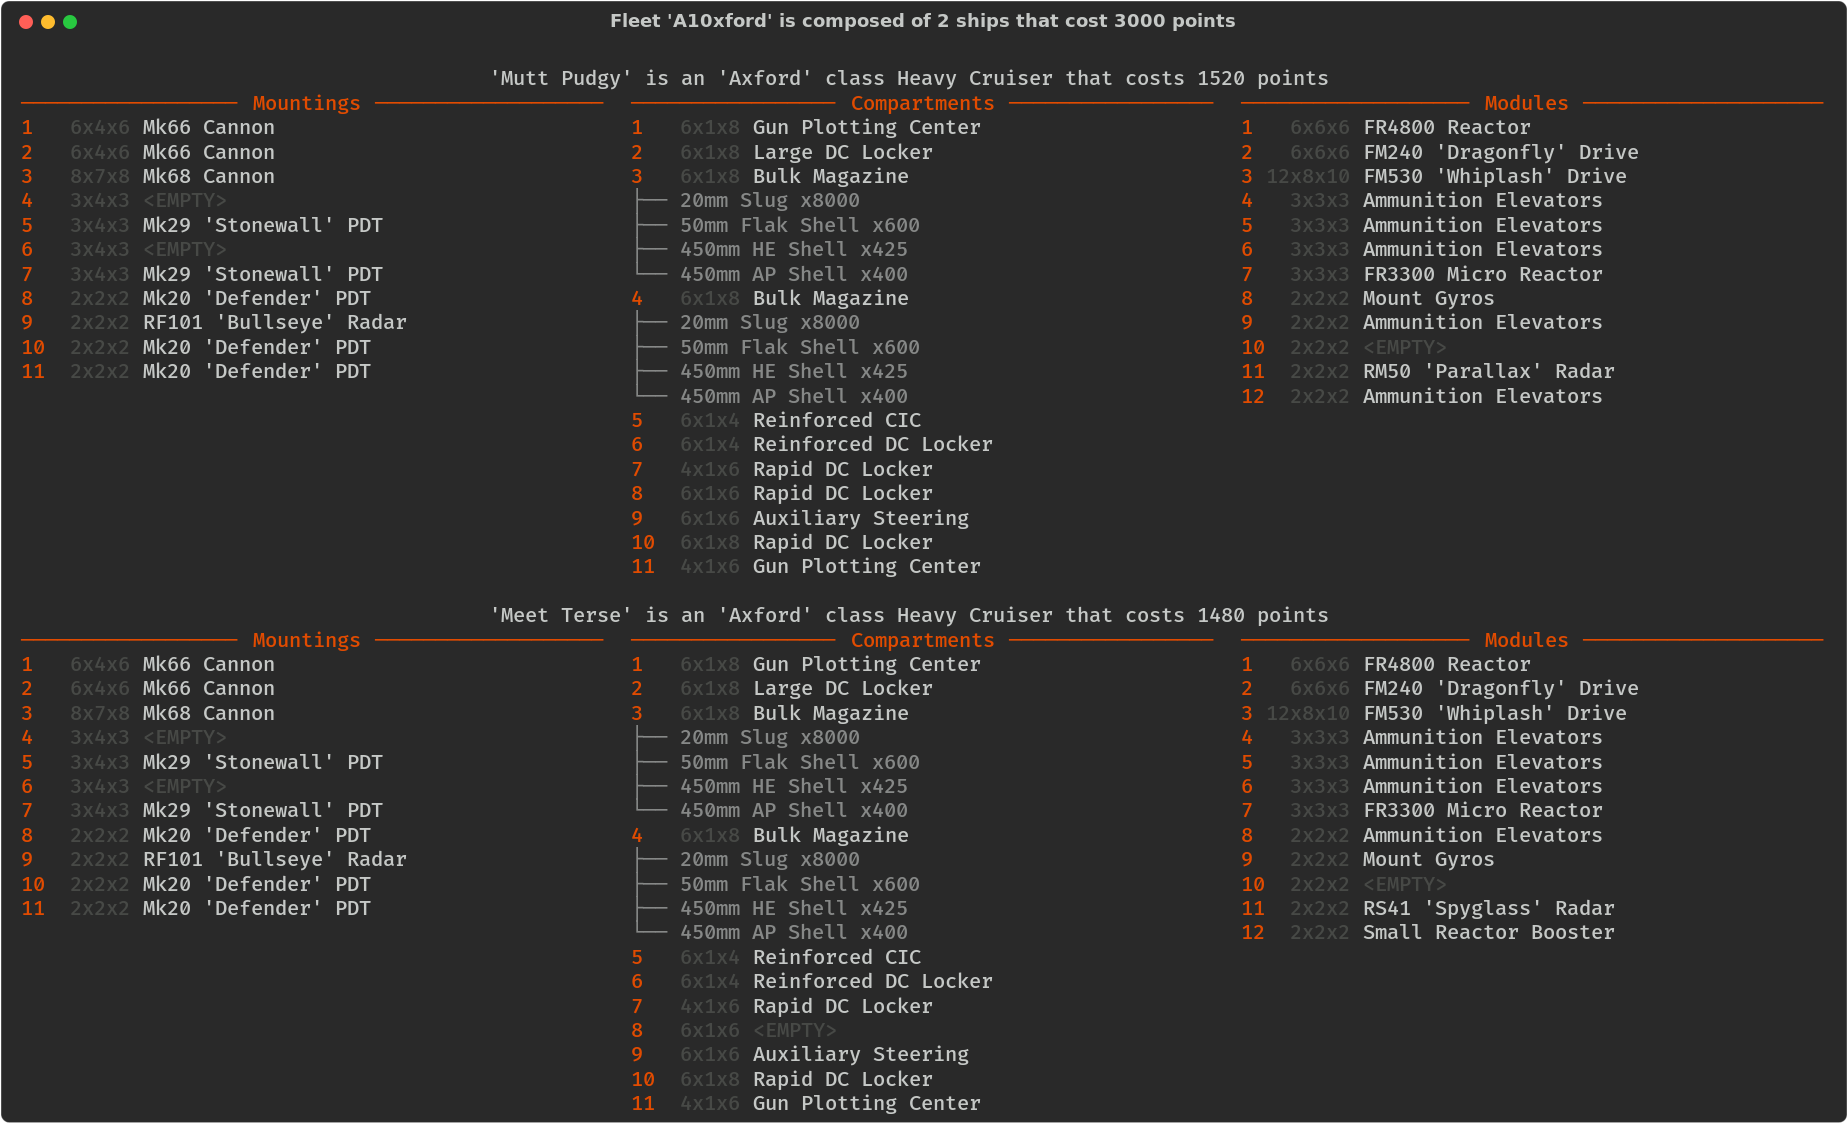 Fleet 'A10xford' is composed of 2 ships that cost 3000 points
'Mutt Pudgy' is an 'Axford' class Heavy Cruiser that costs 1520 points
Mountings Compartments Modules
1 6x4x6 Mk66 Cannon 1 6x1x8 Gun Plotting Center 1 6x6x6 FR4800 Reactor
2 6x4x6 Mk66 Cannon 2 6x1x8 Large DC Locker 2 6x6x6 FM240 'Dragonfly' Drive
3 8x7x8 Mk68 Cannon 3 6x1x8 Bulk Magazine 3 12x8x10 FM530 'Whiplash' Drive
4 3x4x3 <EMPTY> ├── 20mm Slug x8000 4 3x3x3 Ammunition Elevators
5 3x4x3 Mk29 'Stonewall' PDT ├── 50mm Flak Shell x600 5 3x3x3 Ammunition Elevators
6 3x4x3 <EMPTY> ├── 450mm HE Shell x425 6 3x3x3 Ammunition Elevators
7 3x4x3 Mk29 'Stonewall' PDT └── 450mm AP Shell x400 7 3x3x3 FR3300 Micro Reactor
8 2x2x2 Mk20 'Defender' PDT 4 6x1x8 Bulk Magazine 8 2x2x2 Mount Gyros
9 2x2x2 RF101 'Bullseye' Radar ├── 20mm Slug x8000 9 2x2x2 Ammunition Elevators
10 2x2x2 Mk20 'Defender' PDT ├── 50mm Flak Shell x600 10 2x2x2 <EMPTY>
11 2x2x2 Mk20 'Defender' PDT ├── 450mm HE Shell x425 11 2x2x2 RM50 'Parallax' Radar
└── 450mm AP Shell x400 12 2x2x2 Ammunition Elevators
5 6x1x4 Reinforced CIC
6 6x1x4 Reinforced DC Locker
7 4x1x6 Rapid DC Locker
8 6x1x6 Rapid DC Locker
9 6x1x6 Auxiliary Steering
10 6x1x8 Rapid DC Locker
11 4x1x6 Gun Plotting Center
'Meet Terse' is an 'Axford' class Heavy Cruiser that costs 1480 points
Mountings Compartments Modules
1 6x4x6 Mk66 Cannon 1 6x1x8 Gun Plotting Center 1 6x6x6 FR4800 Reactor
2 6x4x6 Mk66 Cannon 2 6x1x8 Large DC Locker 2 6x6x6 FM240 'Dragonfly' Drive
3 8x7x8 Mk68 Cannon 3 6x1x8 Bulk Magazine 3 12x8x10 FM530 'Whiplash' Drive
4 3x4x3 <EMPTY> ├── 20mm Slug x8000 4 3x3x3 Ammunition Elevators
5 3x4x3 Mk29 'Stonewall' PDT ├── 50mm Flak Shell x600 5 3x3x3 Ammunition Elevators
6 3x4x3 <EMPTY> ├── 450mm HE Shell x425 6 3x3x3 Ammunition Elevators
7 3x4x3 Mk29 'Stonewall' PDT └── 450mm AP Shell x400 7 3x3x3 FR3300 Micro Reactor
8 2x2x2 Mk20 'Defender' PDT 4 6x1x8 Bulk Magazine 8 2x2x2 Ammunition Elevators
9 2x2x2 RF101 'Bullseye' Radar ├── 20mm Slug x8000 9 2x2x2 Mount Gyros
10 2x2x2 Mk20 'Defender' PDT ├── 50mm Flak Shell x600 10 2x2x2 <EMPTY>
11 2x2x2 Mk20 'Defender' PDT ├── 450mm HE Shell x425 11 2x2x2 RS41 'Spyglass' Radar
└── 450mm AP Shell x400 12 2x2x2 Small Reactor Booster
5 6x1x4 Reinforced CIC
6 6x1x4 Reinforced DC Locker
7 4x1x6 Rapid DC Locker
8 6x1x6 <EMPTY>
9 6x1x6 Auxiliary Steering
10 6x1x8 Rapid DC Locker
11 4x1x6 Gun Plotting Center